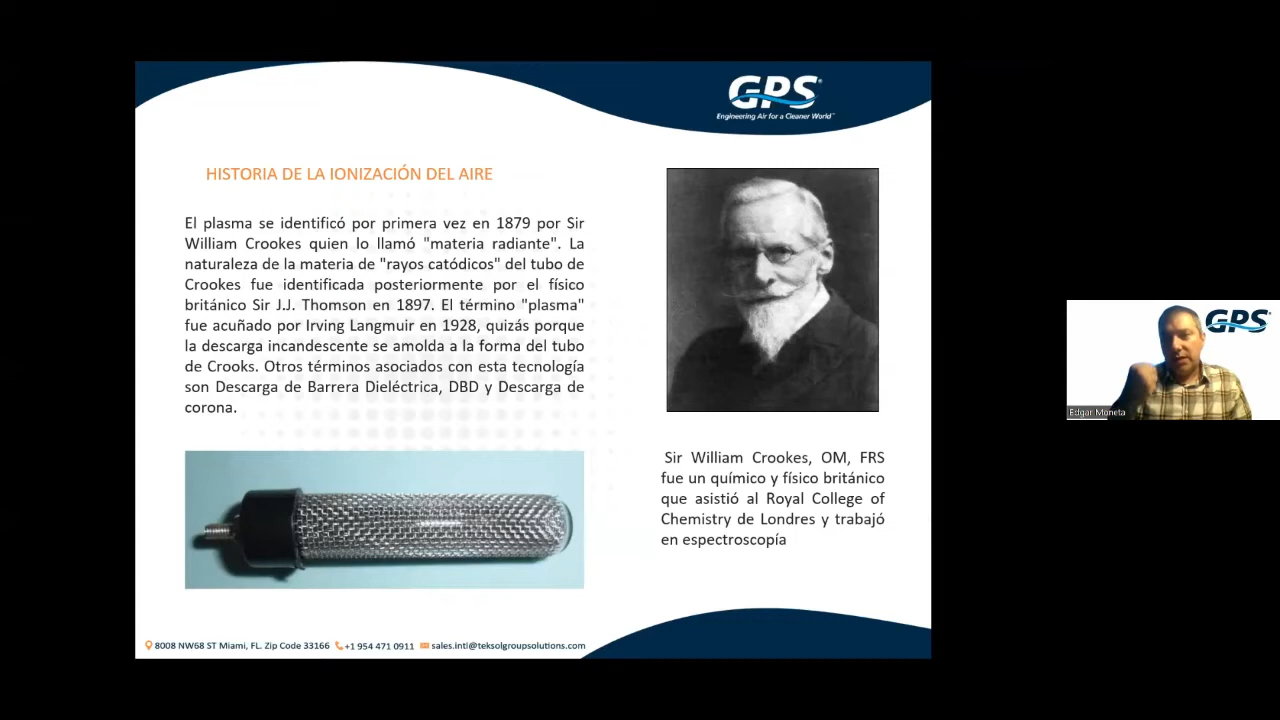 GPS
Engineering Air for a Cleaner World™
HISTORIA DE LA IONIZACIÓN DEL AIRE
El plasma se identificó por primera vez en 1879 por Sir
William Crookes quien lo llamó "materia radiante". La
naturaleza de la materia de "rayos catódicos" del tubo de
Crookes fue identificada posteriormente por el físico
británico Sir J.J. Thomson en 1897. El término "plasma"
fue acuñado por Irving Langmuir en 1928, quizás porque
la descarga incandescente se amolda a la forma del tubo
de Crooks. Otros términos asociados con esta tecnología
son Descarga de Barrera Dieléctrica, DBD y Descarga de
corona.
Sir William Crookes, OM, FRS
fue un químico y físico británico
que asistió al Royal College of
Chemistry de Londres y trabajó
en espectroscopía
8008 NW68 ST Miami, FL. Zip Code 33166 +1 954 471 0911 sales.intl@teksolgroupsolutions.com
GPS
Edgar Moneta